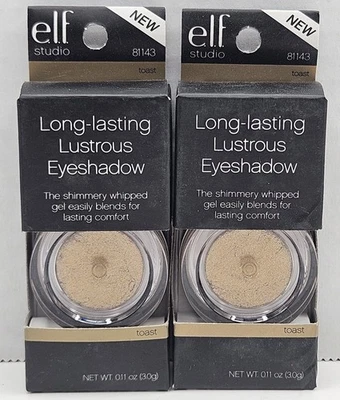 NEW
e.l.f.
studio
81143
toast
Long-lasting
Lustrous
Eyeshadow
The shimmery whipped
gel easily blends for
lasting comfort
toast
NET WT. 0.11 oz (3.0g)
NEW
e.l.f.
studio
81143
toast
Long-lasting
Lustrous
Eyeshadow
The shimmery whipped
gel easily blends for
lasting comfort
toast
NET WT. 0.11 oz (3.0g)